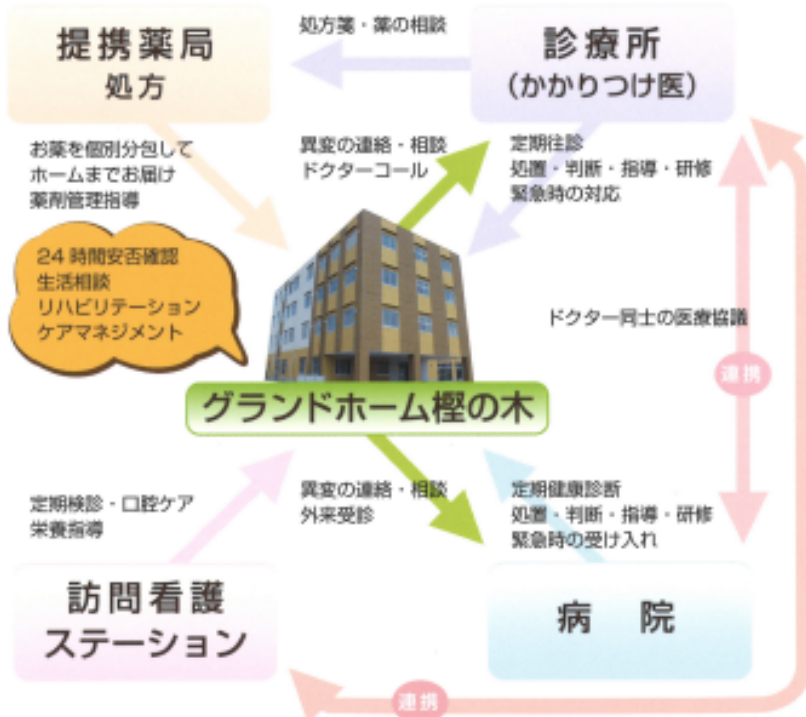 提携薬局
処方
処方箋・薬の相談
診療所
(かかりつけ医)
お薬を個別分包して
ホームまでお届け
薬剤管理指導
異変の連絡・相談
ドクターコール
定期往診
処置・判断・指導・研修
緊急時の対応
24時間安否確認
生活相談
リハビリテーション
ケアマネジメント
ドクター同士の医療協議
連携
グランドホーム樫の木
定期検診・口腔ケア
栄養指導
異変の連絡・相談
外来受診
定期健康診断
処置・判断・指導・研修
緊急時の受け入れ
訪問看護
ステーション
病 院
連携